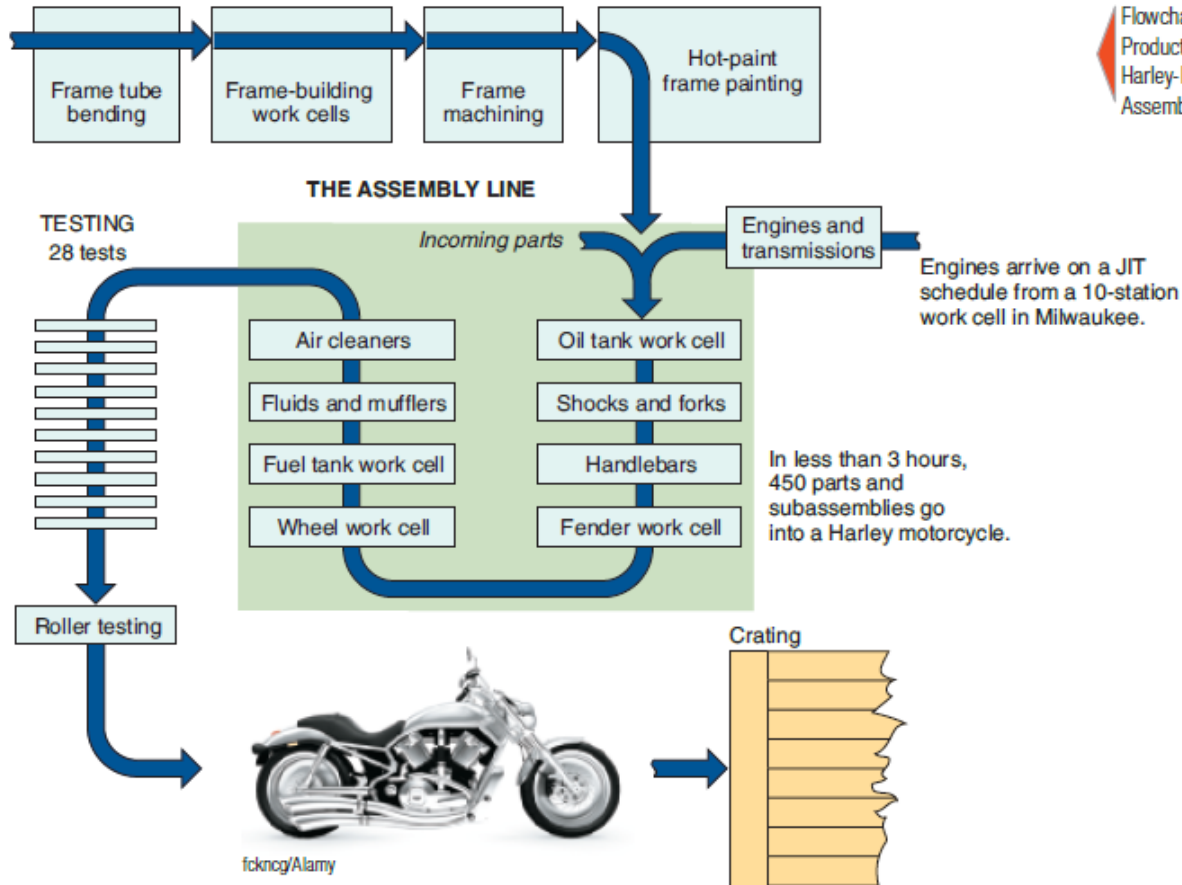 Frame tube
bending
Frame-building
work cells
Frame
machining
Hot-paint
frame painting
THE ASSEMBLY LINE
TESTING
28 tests
Incoming parts
Engines and
transmissions
Engines arrive on a JIT
schedule from a 10-station
work cell in Milwaukee.
Air cleaners
Oil tank work cell
Fluids and mufflers
Shocks and forks
Fuel tank work cell
Handlebars
Wheel work cell
Fender work cell
In less than 3 hours,
450 parts and
subassemblies go
into a Harley motorcycle.
Roller testing
Crating
fckncg/Alamy